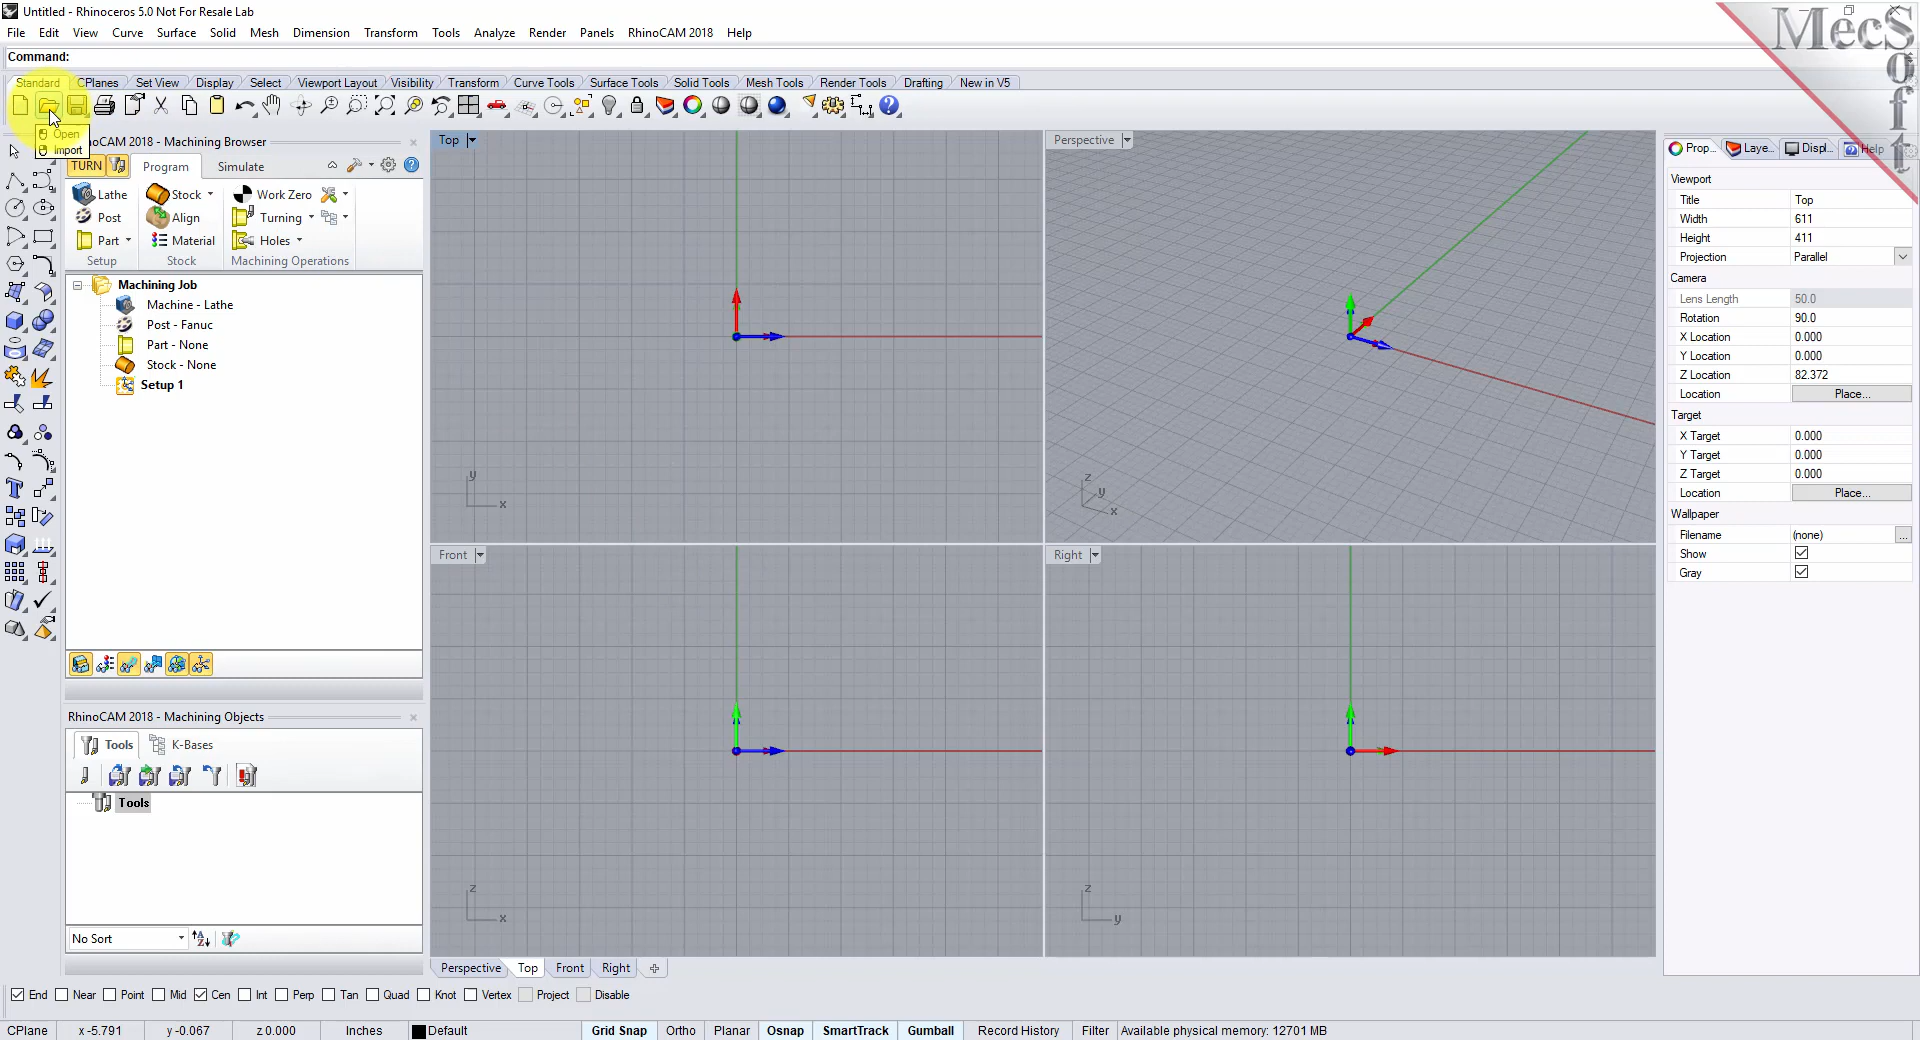 Untitled - Rhinoceros 5.0 Not For Resale Lab
File Edit View Curve Surface Solid Mesh Dimension Transform Tools Analyze Render Panels RhinoCAM 2018 Help
Command:
Standard CPlanes Set View Display Select Viewport Layout Visibility Transform Curve Tools Surface Tools Solid Tools Mesh Tools Render Tools Drafting New in V5
Open
Import
noCAM 2018 - Machining Browser
TURN Program Simulate
Lathe Stock Work Zero
Post Align Turning
Part Material Holes
Setup Stock Machining Operations
Machining Job
Machine - Lathe
Post - Fanuc
Part - None
Stock - None
Setup 1
RhinoCAM 2018 - Machining Objects
Tools K-Bases
Tools
No Sort
Top
y
x
Perspective
z
y
x
Front
z
x
Right
z
y
Perspective Top Front Right
MecSoft
Prop... Laye... Displ... Help
Viewport
Title Top
Width 611
Height 411
Projection Parallel
Camera
Lens Length 50.0
Rotation 90.0
X Location 0.000
Y Location 0.000
Z Location 82.372
Location Place...
Target
X Target 0.000
Y Target 0.000
Z Target 0.000
Location Place...
Wallpaper
Filename (none) ...
Show
Gray
End Near Point Mid Cen Int Perp Tan Quad Knot Vertex Project Disable
CPlane x -5.791 y -0.067 z 0.000 Inches Default Grid Snap Ortho Planar Osnap SmartTrack Gumball Record History Filter Available physical memory: 12701 MB